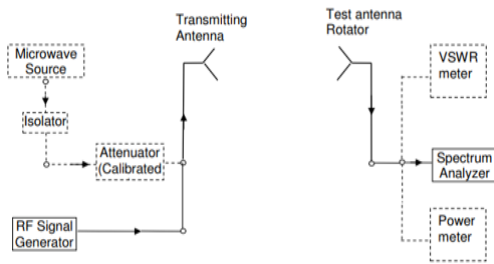 Transmitting
Antenna
Test antenna
Rotator
Microwave
Source
VSWR
meter
Isolator
Attenuator
(Calibrated
Spectrum
Analyzer
RF Signal
Generator
Power
meter